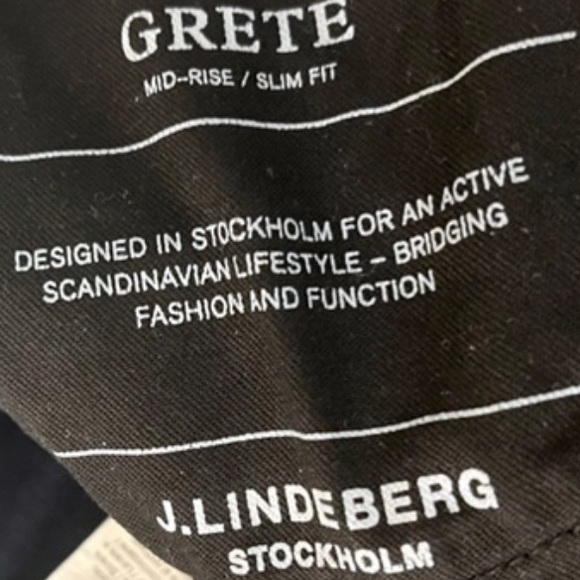 GRETE
MID-RISE / SLIM FIT
DESIGNED IN STOCKHOLM FOR AN ACTIVE
SCANDINAVIAN LIFESTYLE – BRIDGING
FASHION AND FUNCTION
J.LINDEBERG
STOCKHOLM